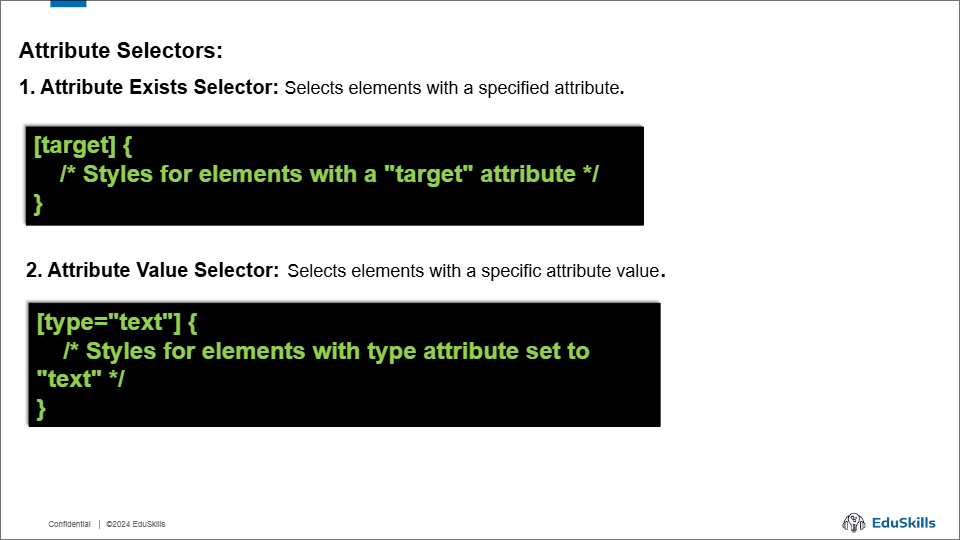 Attribute Selectors:
1. Attribute Exists Selector: Selects elements with a specified attribute.
[target] {
/* Styles for elements with a "target" attribute */
}
2. Attribute Value Selector: Selects elements with a specific attribute value.
[type="text"] {
/* Styles for elements with type attribute set to
"text" */
}
Confidential | ©2024 EduSkills
EduSkills